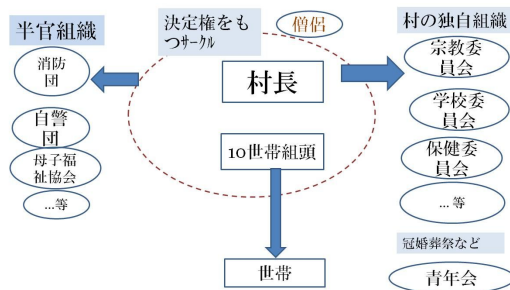 半官組織
消防
団
自警
団
母子福
祉協会
...等
決定権をも
つサークル
僧侶
村長
10世帯組頭
世帯
村の独自組織
宗教委
員会
学校委
員会
保健委
員会
... 等
冠婚葬祭など
青年会